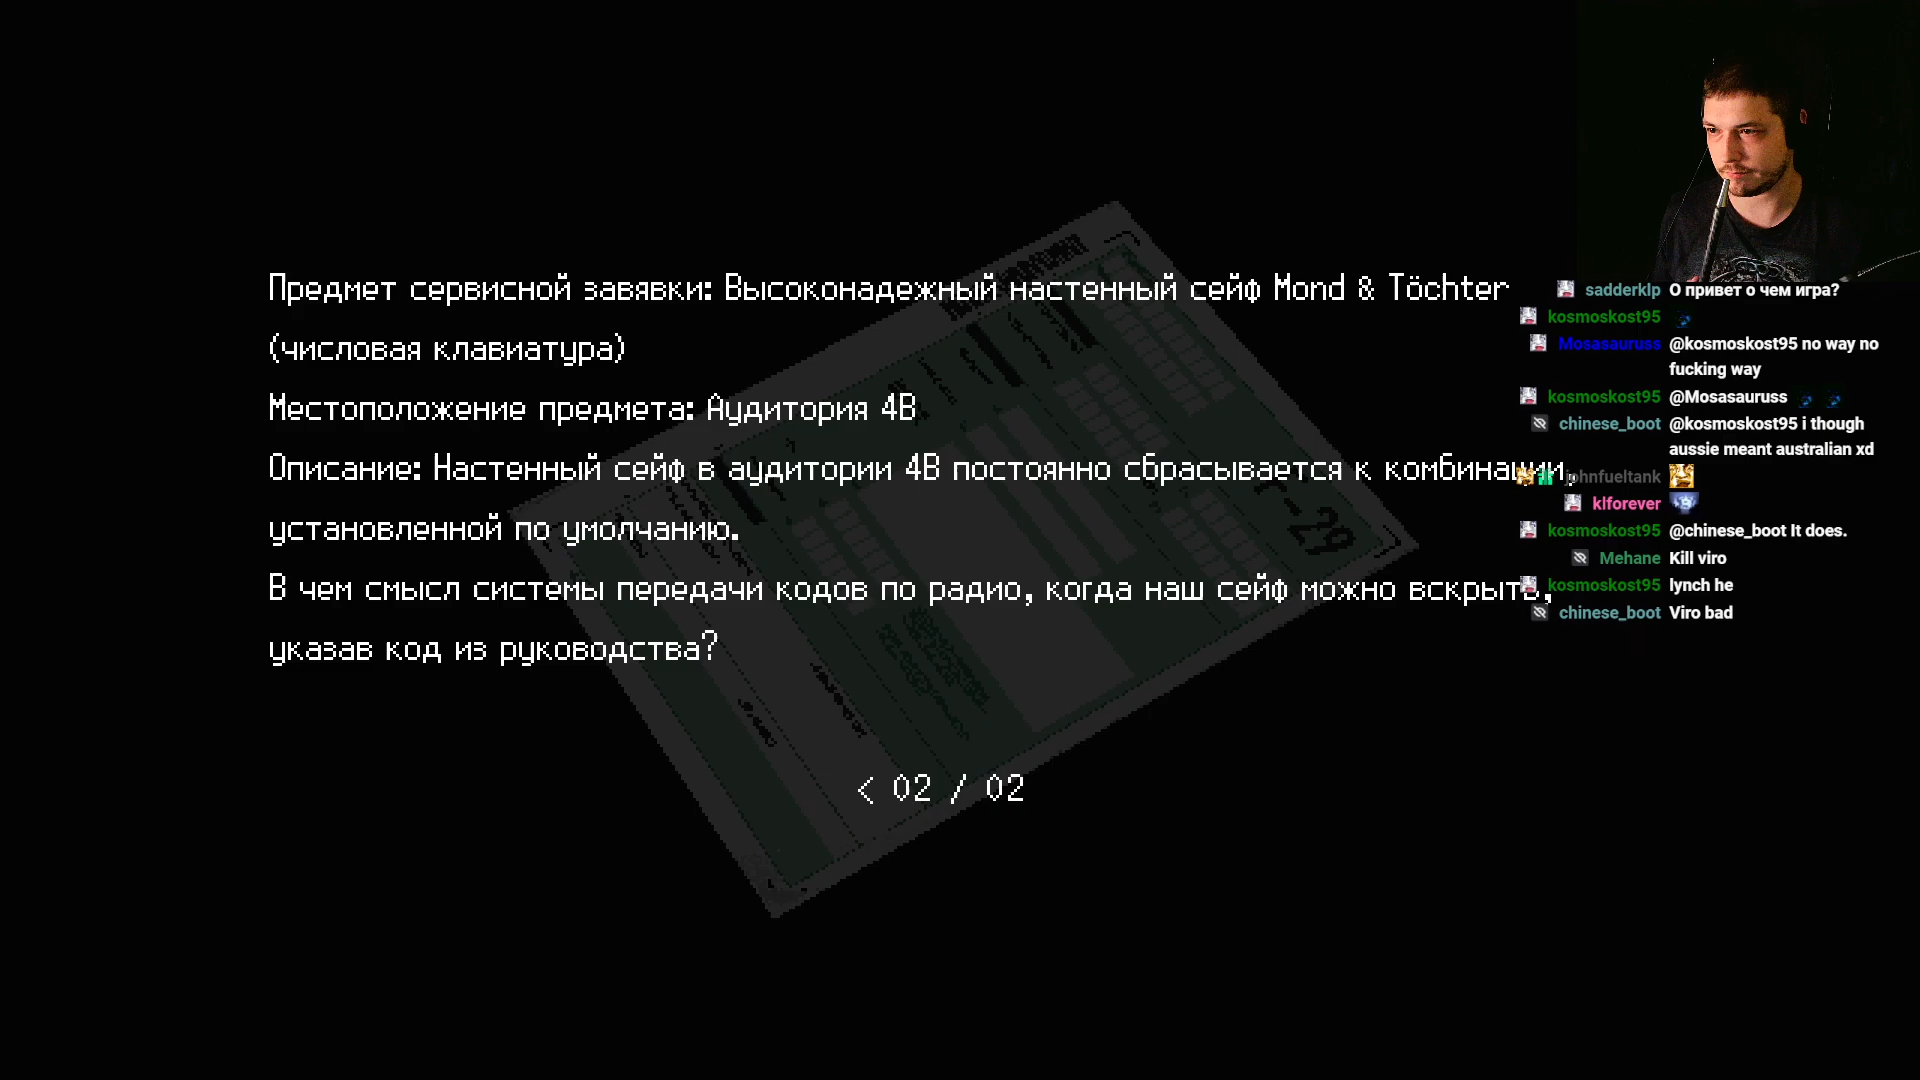 Предмет сервисной завявки: Высоконадежный настенный сейф Mond & Töchter
(числовая клавиатура)
Местоположение предмета: Аудитория 4B
Описание: Настенный сейф в аудитории 4B постоянно сбрасывается к комбинации,
установленной по умолчанию.
В чем смысл системы передачи кодов по радио, когда наш сейф можно вскрыть,
указав код из руководства?
< 02 / 02
sadderklp О привет о чем игра?
kosmoskost95
Mosasauruss @kosmoskost95 no way no
fucking way
kosmoskost95 @Mosasauruss
chinese_boot @kosmoskost95 i though
aussie meant australian xd
johnfueltank
klforever
kosmoskost95 @chinese_boot It does.
Mehane Kill viro
kosmoskost95 lynch he
chinese_boot Viro bad